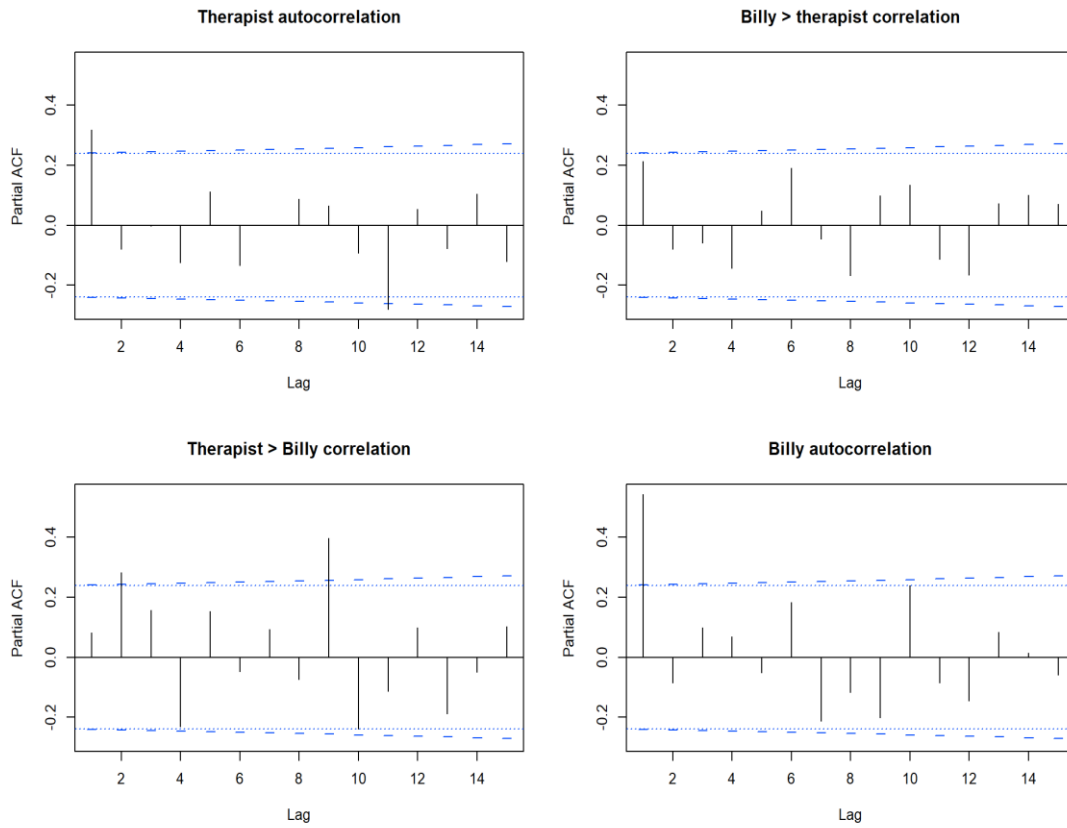 Therapist autocorrelation
Partial ACF
-0.2 0.0 0.2 0.4
2 4 6 8 10 12 14
Lag
Billy > therapist correlation
Partial ACF
-0.2 0.0 0.2 0.4
2 4 6 8 10 12 14
Lag
Therapist > Billy correlation
Partial ACF
-0.2 0.0 0.2 0.4
2 4 6 8 10 12 14
Lag
Billy autocorrelation
Partial ACF
-0.2 0.0 0.2 0.4
2 4 6 8 10 12 14
Lag